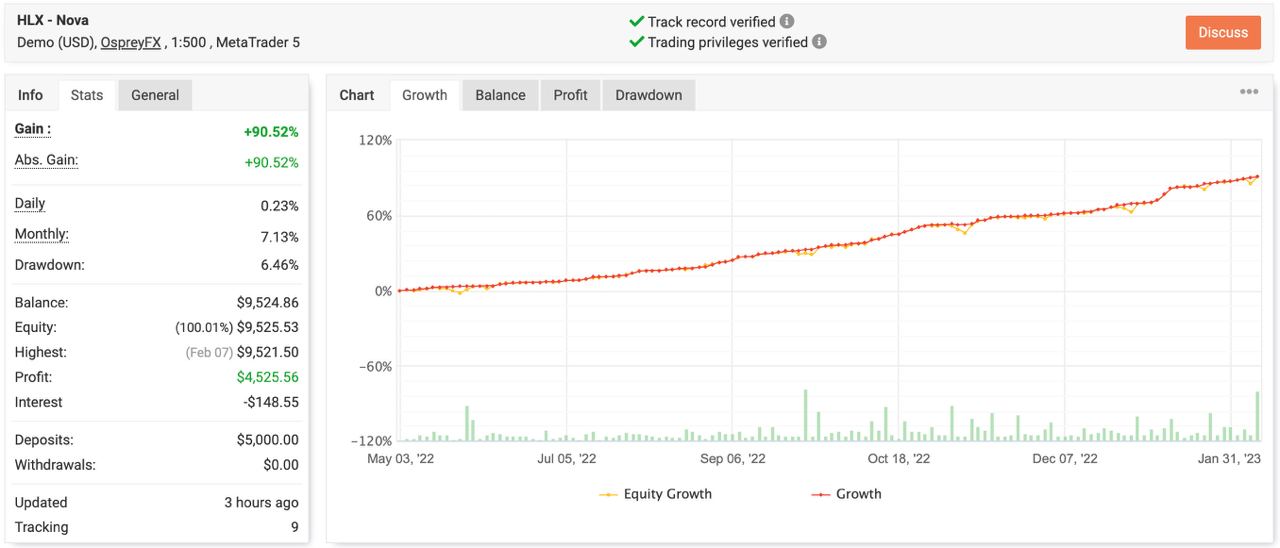 HLX - Nova
Demo (USD), OspreyFX , 1:500 , MetaTrader 5
Track record verified
Trading privileges verified
Discuss
Info Stats General
Gain : +90.52%
Abs. Gain: +90.52%
Daily 0.23%
Monthly: 7.13%
Drawdown: 6.46%
Balance: $9,524.86
Equity: (100.01%) $9,525.53
Highest: (Feb 07) $9,521.50
Profit: $4,525.56
Interest -$148.55
Deposits: $5,000.00
Withdrawals: $0.00
Updated 3 hours ago
Tracking 9
Chart Growth Balance Profit Drawdown
120%
60%
0%
−60%
−120%
May 03, '22 Jul 05, '22 Sep 06, '22 Oct 18, '22 Dec 07, '22 Jan 31, '23
Equity Growth Growth